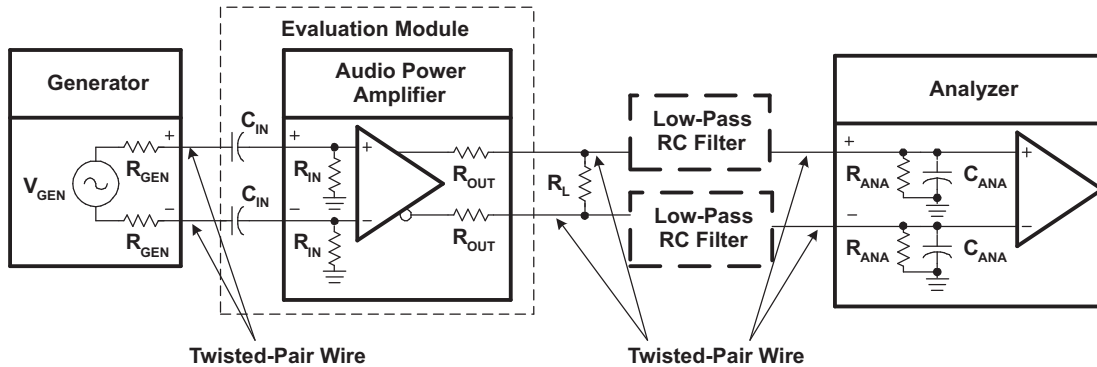 Evaluation Module
Generator
Audio Power
Amplifier
Low-Pass
RC Filter
Analyzer
V_GEN
R_GEN
+
C_IN
+
R_IN
+
R_OUT
R_L
+
R_ANA
C_ANA
+
R_GEN
−
C_IN
−
R_IN
−
R_OUT
Low-Pass
RC Filter
−
R_ANA
C_ANA
−
Twisted-Pair Wire
Twisted-Pair Wire